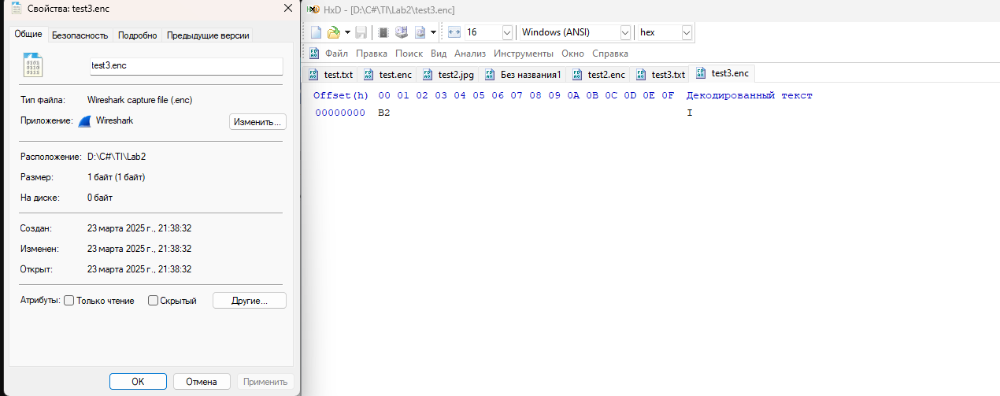 Свойства: test3.enc
Общие Безопасность Подробно Предыдущие версии
test3.enc
Тип файла: Wireshark capture file (.enc)
Приложение: Wireshark Изменить...
Расположение: D:\C#\TI\Lab2
Размер: 1 байт (1 байт)
На диске: 0 байт
Создан: 23 марта 2025 г., 21:38:32
Изменен: 23 марта 2025 г., 21:38:32
Открыт: 23 марта 2025 г., 21:38:32
Атрибуты: Только чтение Скрытый Другие...
OK Отмена Применить
HxD - [D:\C#\TI\Lab2\test3.enc]
16 Windows (ANSI) hex
Файл Правка Поиск Вид Анализ Инструменты Окно Справка
test.txt test.enc test2.jpg Без названия1 test2.enc test3.txt test3.enc
Offset(h) 00 01 02 03 04 05 06 07 08 09 0A 0B 0C 0D 0E 0F Декодированный текст
00000000 B2 І